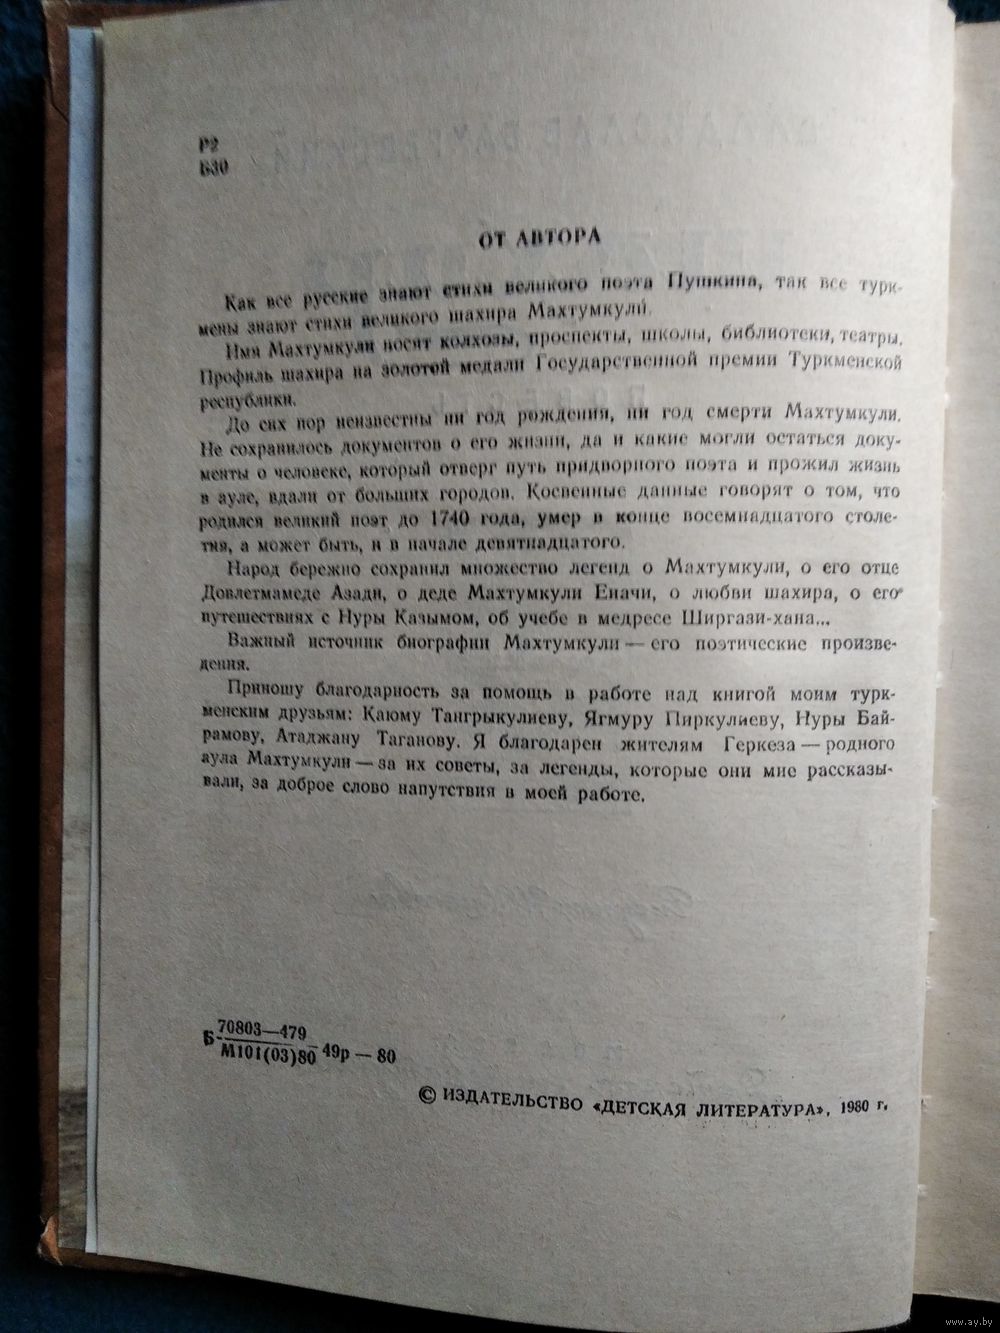 Р2
Б30
ОТ АВТОРА
Как все русские знают стихи великого поэта Пушкина, так все турк-
мены знают стихи великого шахира Махтумкули.
Имя Махтумкули носят колхозы, проспекты, школы, библиотеки, театры.
Профиль шахира на золотой медали Государственной премии Туркменской
республики.
До сих пор неизвестны ни год рождения, ни год смерти Махтумкули.
Не сохранилось документов о его жизни, да и какие могли остаться доку-
менты о человеке, который отверг путь придворного поэта и прожил жизнь
в ауле, вдали от больших городов. Косвенные данные говорят о том, что
родился великий поэт до 1740 года, умер в конце восемнадцатого столе-
тия, а может быть, и в начале девятнадцатого.
Народ бережно сохранил множество легенд о Махтумкули, о его отце
Довлетмамеде Азади, о деде Махтумкули Еначи, о любви шахира, о его
путешествиях с Нуры Казымом, об учебе в медресе Ширгази-хана...
Важный источник биографии Махтумкули — его поэтические произве-
дения.
Приношу благодарность за помощь в работе над книгой моим турк-
менским друзьям: Каюму Тангрыкулиеву, Ягмуру Пиркулиеву, Нуры Бай-
рамову, Атаджану Таганову. Я благодарен жителям Геркеза — родного
аула Махтумкули — за их советы, за легенды, которые они мне рассказы-
вали, за доброе слово напутствия в моей работе.
Б 70803—479
М101(03)80 49р — 80
© ИЗДАТЕЛЬСТВО «ДЕТСКАЯ ЛИТЕРАТУРА», 1980 г.
www.ay.by